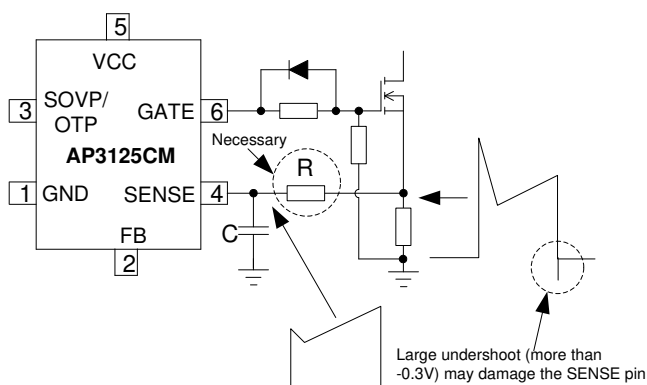 5
VCC
3
SOVP/
OTP
GATE
6
AP3125CM
Necessary
R
1
GND
SENSE
4
C
FB
2
Large undershoot (more than
-0.3V) may damage the SENSE pin